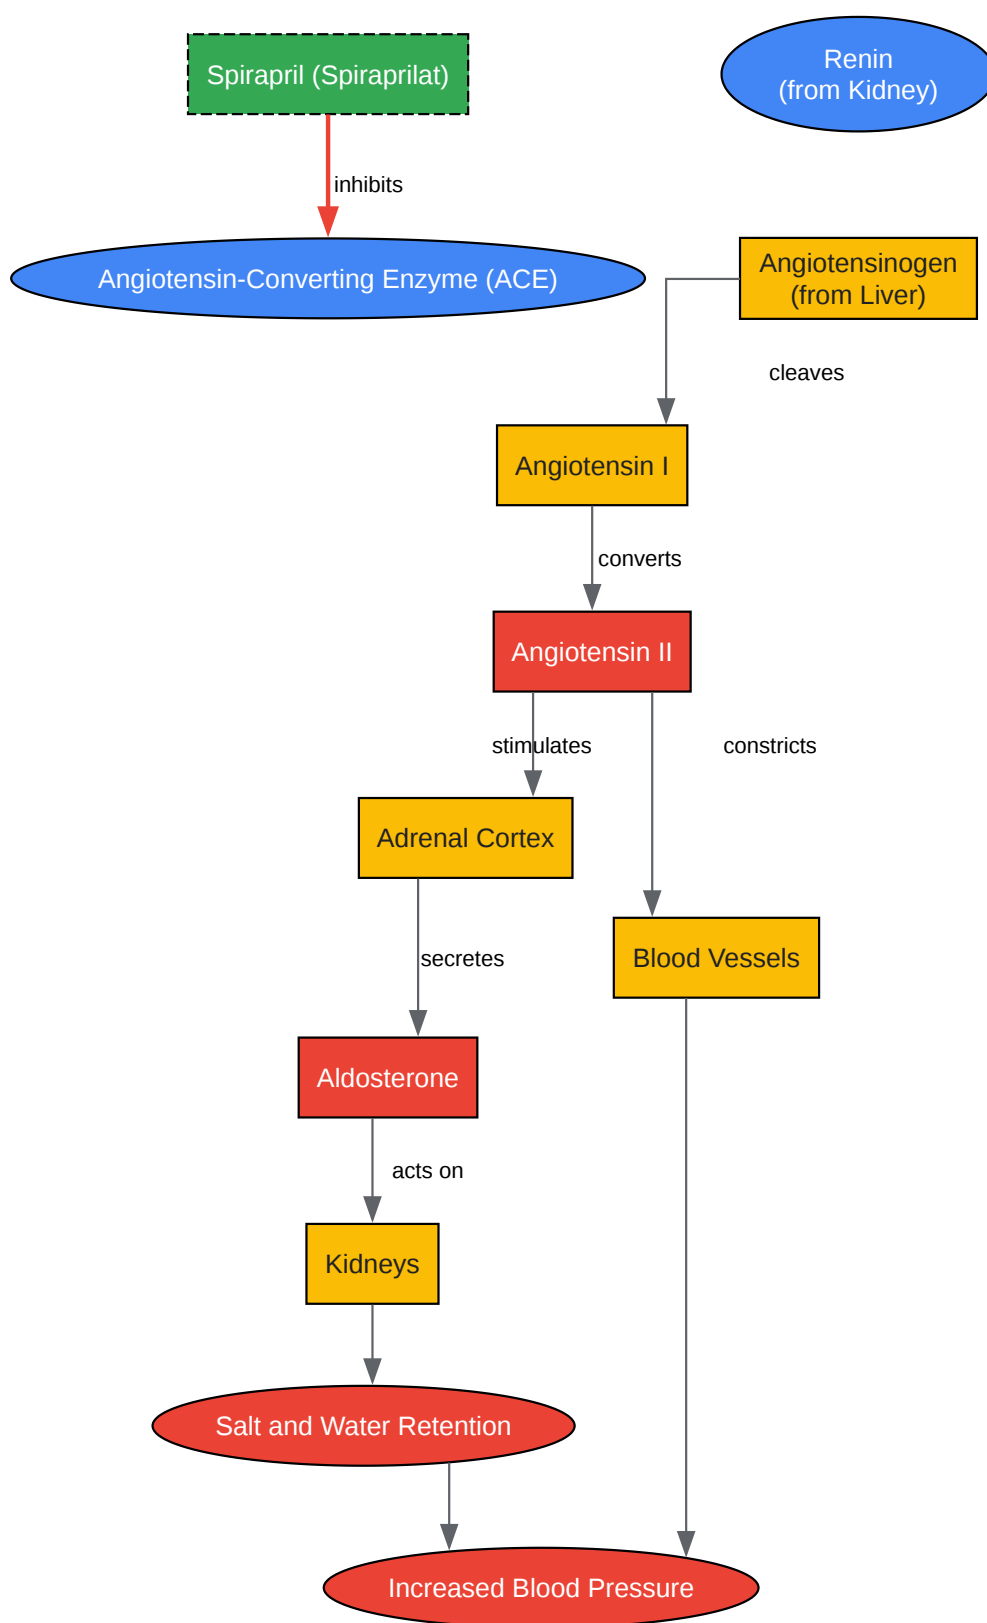 Spirapril (Spiraprilat)
Renin
(from Kidney)
inhibits
Angiotensin-Converting Enzyme (ACE)
Angiotensinogen
(from Liver)
cleaves
Angiotensin I
converts
Angiotensin II
stimulates
constricts
Adrenal Cortex
secretes
Blood Vessels
Aldosterone
acts on
Kidneys
Salt and Water Retention
Increased Blood Pressure